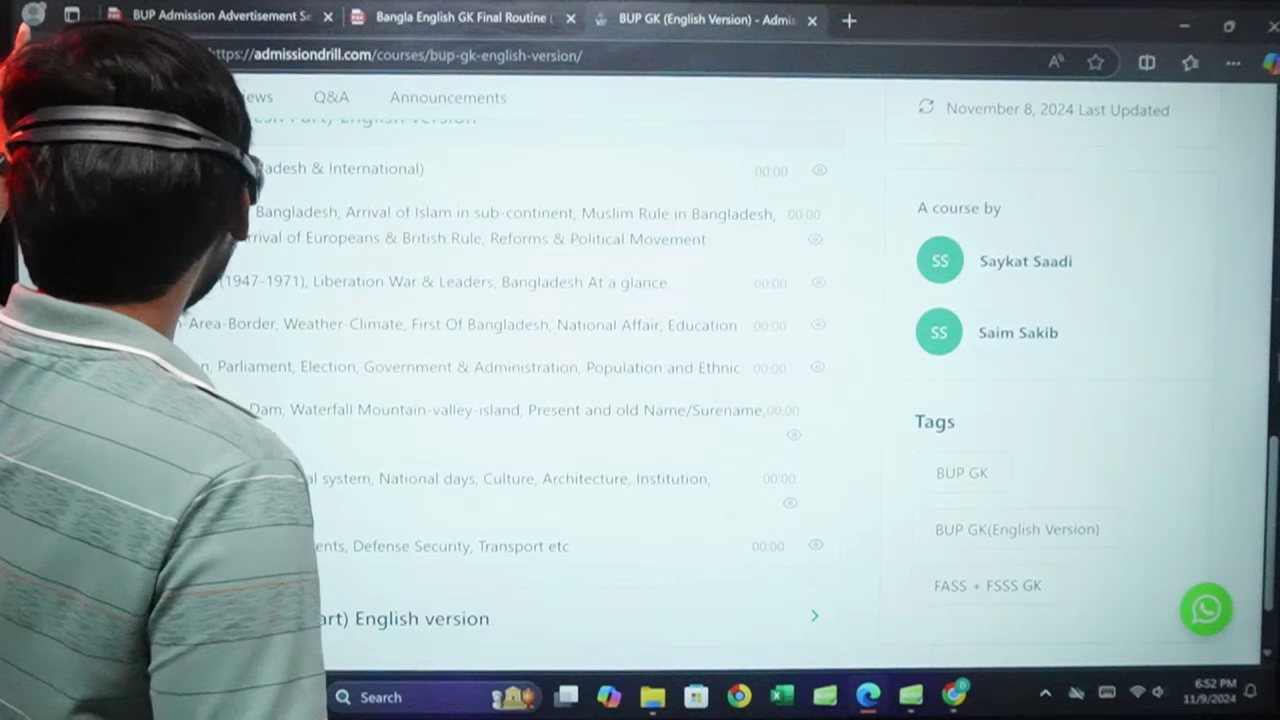 BUP Admission Advertisement Se
Bangla English GK Final Routine (
BUP GK (English Version) - Admis
ttps://admissiondrill.com/courses/bup-gk-english-version/
ews
Q&A
Announcements
November 8, 2024 Last Updated
esh Part) English version
adesh & International)
00:00
Bangladesh, Arrival of Islam in sub-continent, Muslim Rule in Bangladesh,
00:00
rrival of Europeans & British Rule, Reforms & Political Movement
(1947-1971), Liberation War & Leaders, Bangladesh At a glance
00:00
-Area-Border, Weather-Climate, First Of Bangladesh, National Affair, Education
00:00
n, Parliament, Election, Government & Administration, Population and Ethnic
00:00
Dam, Waterfall Mountain-valley-island, Present and old Name/Surename,
00:00
al system, National days, Culture, Architecture, Institution,
00:00
ents, Defense Security, Transport etc
00:00
art) English version
A course by
SS
Saykat Saadi
SS
Saim Sakib
Tags
BUP GK
BUP GK(English Version)
FASS + FSSS GK
Search
6:52 PM
11/9/2024